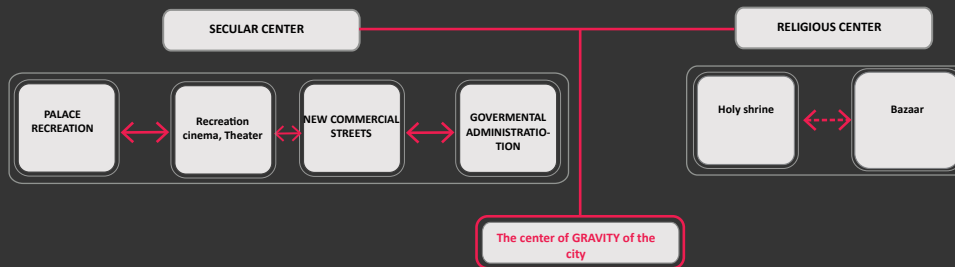 SECULAR CENTER
RELIGIOUS CENTER
PALACE
RECREATION
Recreation
cinema, Theater
NEW COMMERCIAL
STREETS
GOVERMENTAL
ADMINISTRATIO-
TION
Holy shrine
Bazaar
The center of GRAVITY of the
city